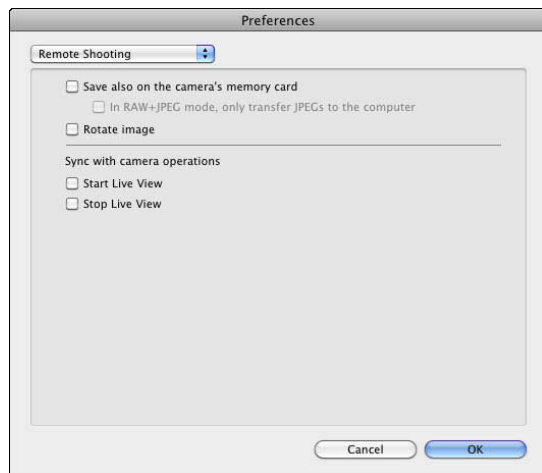 Preferences
Remote Shooting
Save also on the camera's memory card
In RAW+JPEG mode, only transfer JPEGs to the computer
Rotate image
Sync with camera operations
Start Live View
Stop Live View
Cancel OK